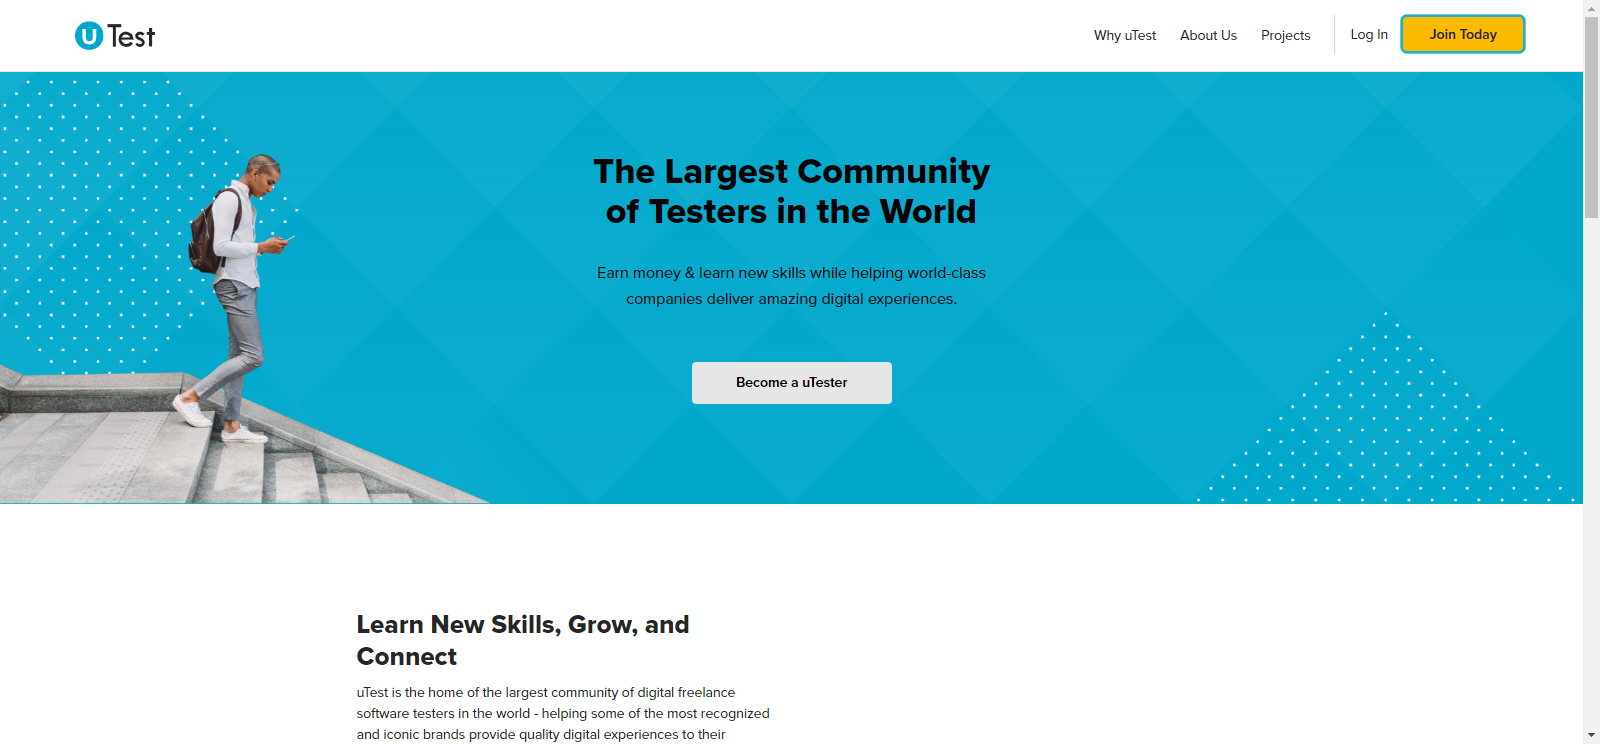 uTest
Why uTest
About Us
Projects
Log In
Join Today
The Largest Community
of Testers in the World
Earn money & learn new skills while helping world-class
companies deliver amazing digital experiences.
Become a uTester
Learn New Skills, Grow, and
Connect
uTest is the home of the largest community of digital freelance
software testers in the world - helping some of the most recognized
and iconic brands provide quality digital experiences to their